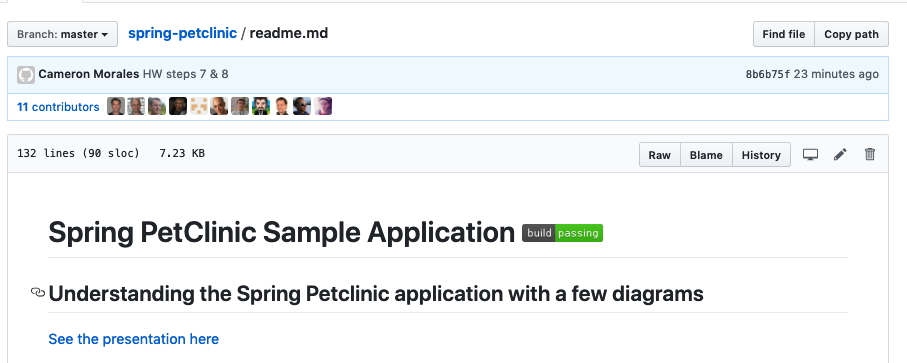 Branch: master spring-petclinic / readme.md Find file Copy path
Cameron Morales HW steps 7 & 8 8b6b75f 23 minutes ago
11 contributors
132 lines (90 sloc) 7.23 KB Raw Blame History
Spring PetClinic Sample Application build passing
Understanding the Spring Petclinic application with a few diagrams
See the presentation here